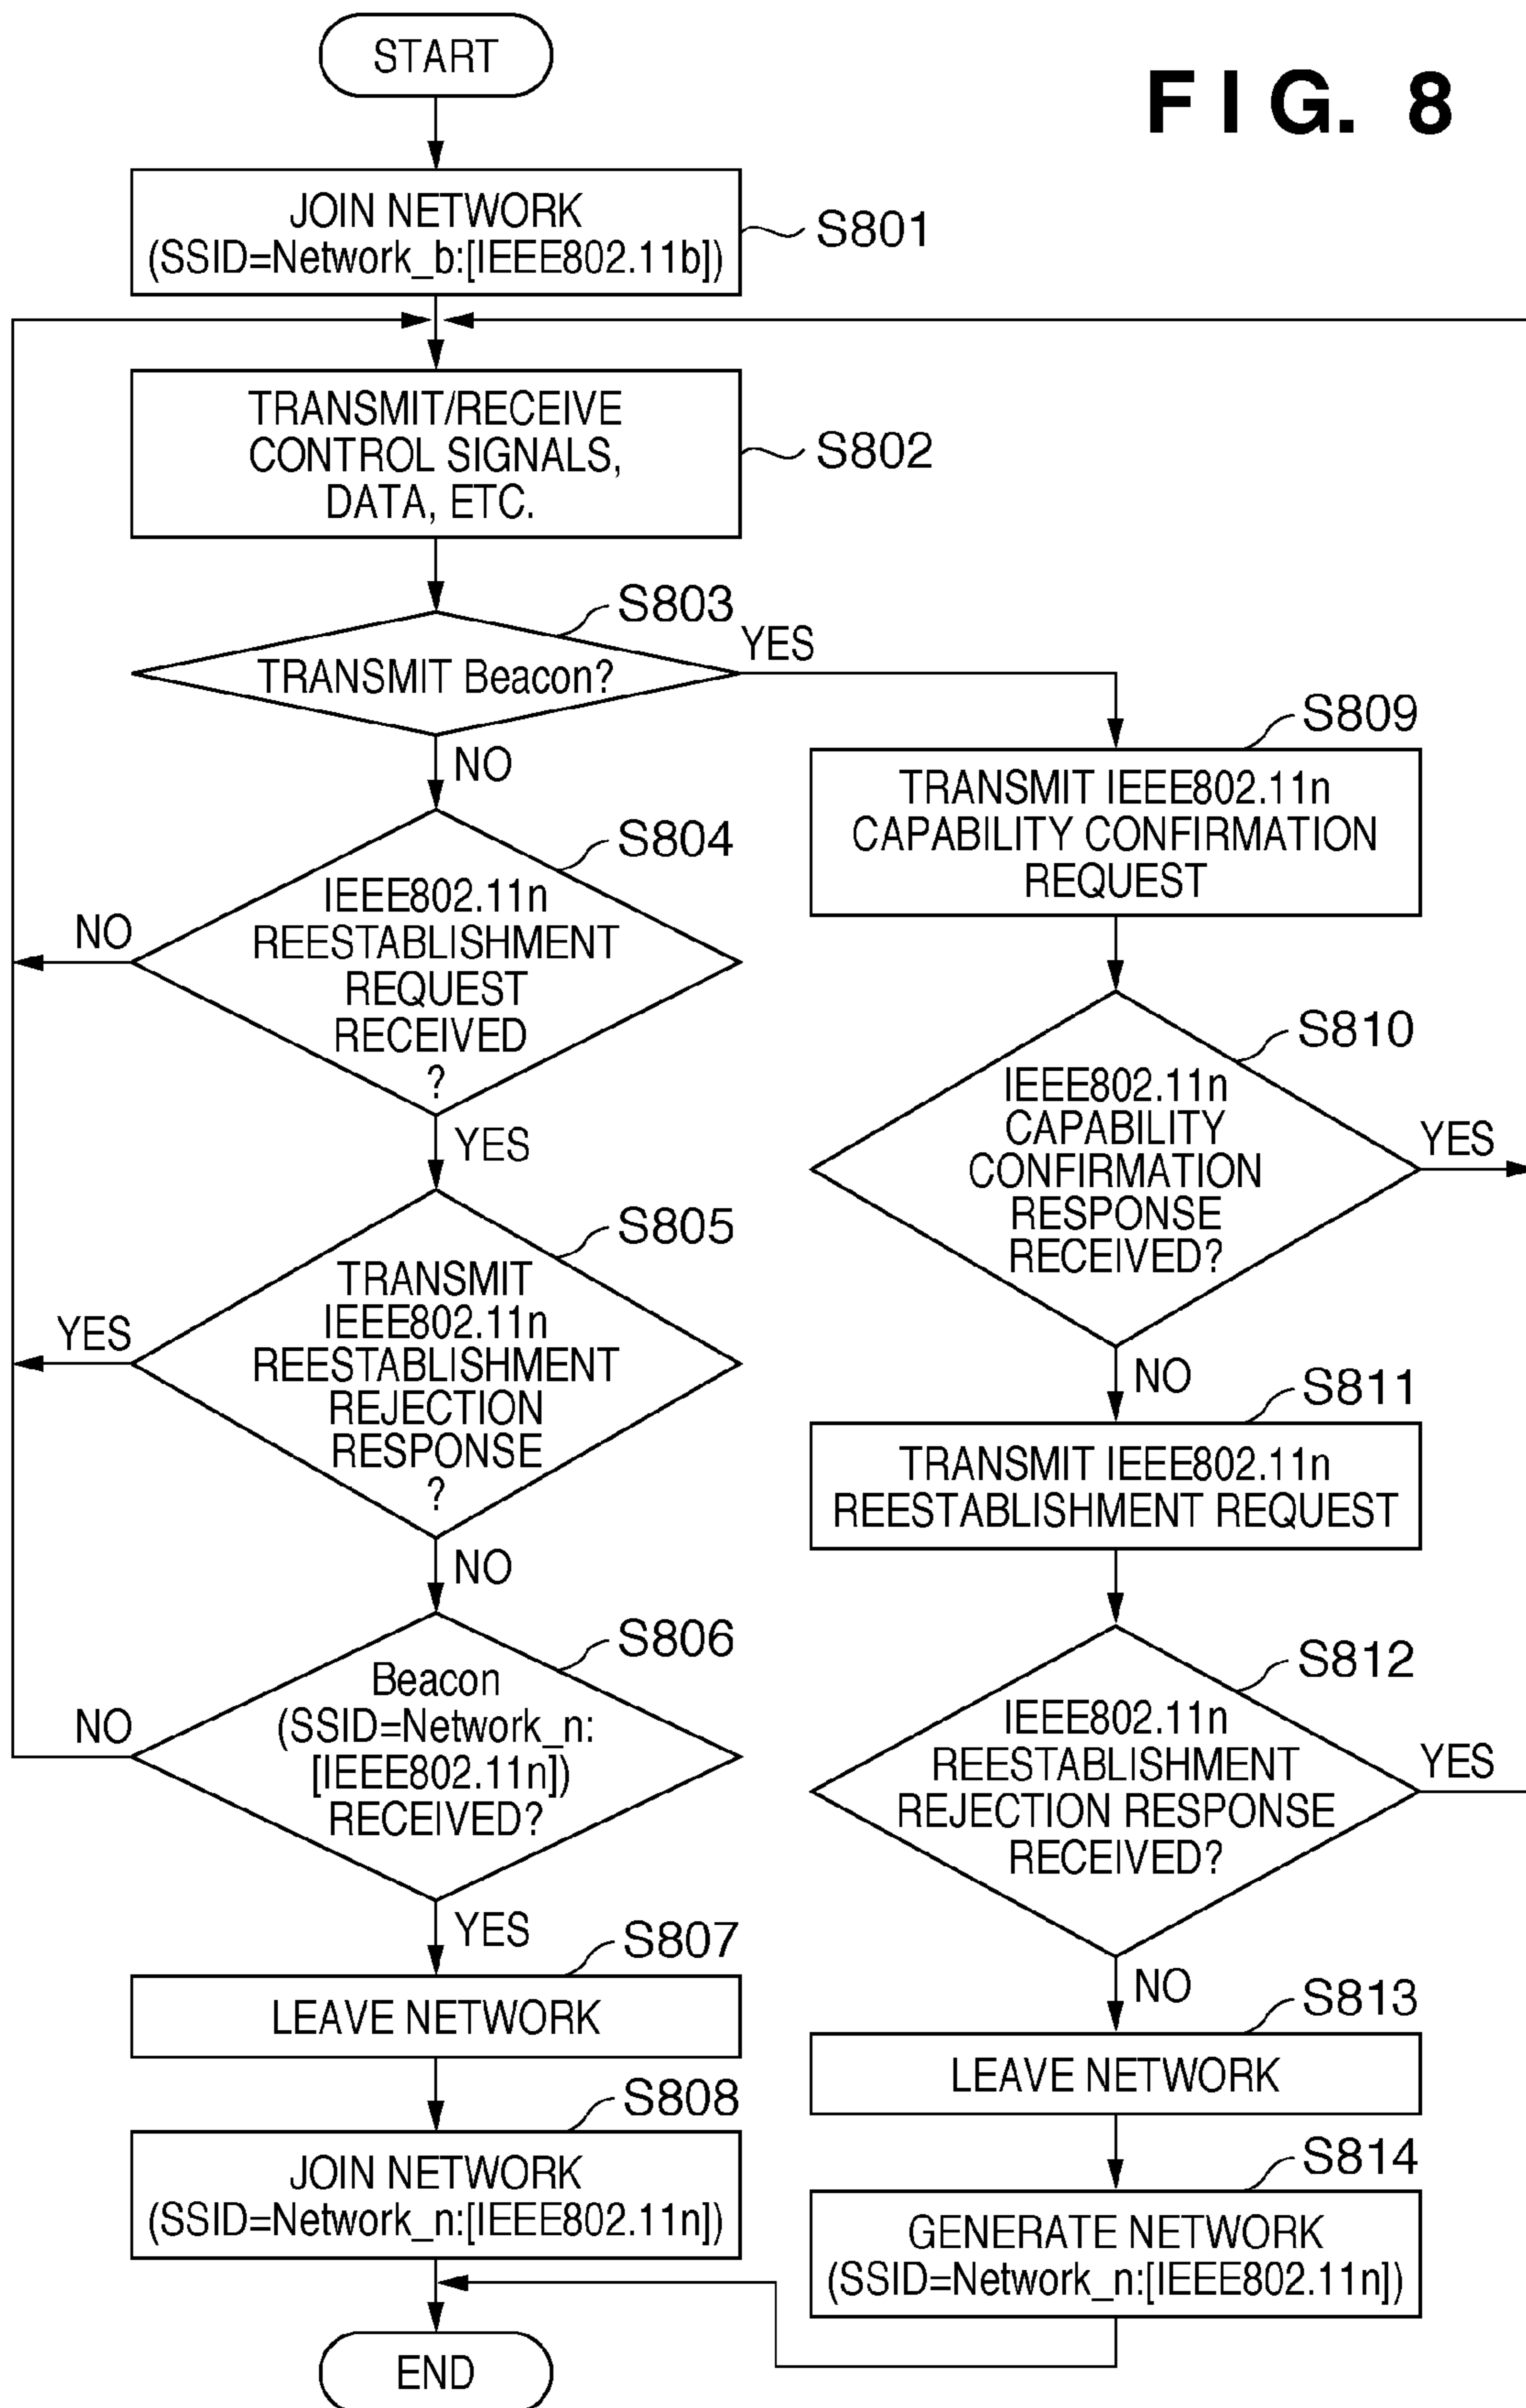 START
FIG. 8
JOIN NETWORK
(SSID=Network_b:[IEEE802.11b])
S801
TRANSMIT/RECEIVE
CONTROL SIGNALS,
DATA, ETC.
S802
S803
TRANSMIT Beacon?
YES
NO
S804
IEEE802.11n
REESTABLISHMENT
REQUEST
RECEIVED
?
NO
YES
S805
TRANSMIT
IEEE802.11n
REESTABLISHMENT
REJECTION
RESPONSE
?
YES
NO
S806
Beacon
(SSID=Network_n:
[IEEE802.11n])
RECEIVED?
NO
YES
S807
LEAVE NETWORK
S808
JOIN NETWORK
(SSID=Network_n:[IEEE802.11n])
END
S809
TRANSMIT IEEE802.11n
CAPABILITY CONFIRMATION
REQUEST
S810
IEEE802.11n
CAPABILITY
CONFIRMATION
RESPONSE
RECEIVED?
YES
NO
S811
TRANSMIT IEEE802.11n
REESTABLISHMENT REQUEST
S812
IEEE802.11n
REESTABLISHMENT
REJECTION RESPONSE
RECEIVED?
YES
NO
S813
LEAVE NETWORK
S814
GENERATE NETWORK
(SSID=Network_n:[IEEE802.11n])